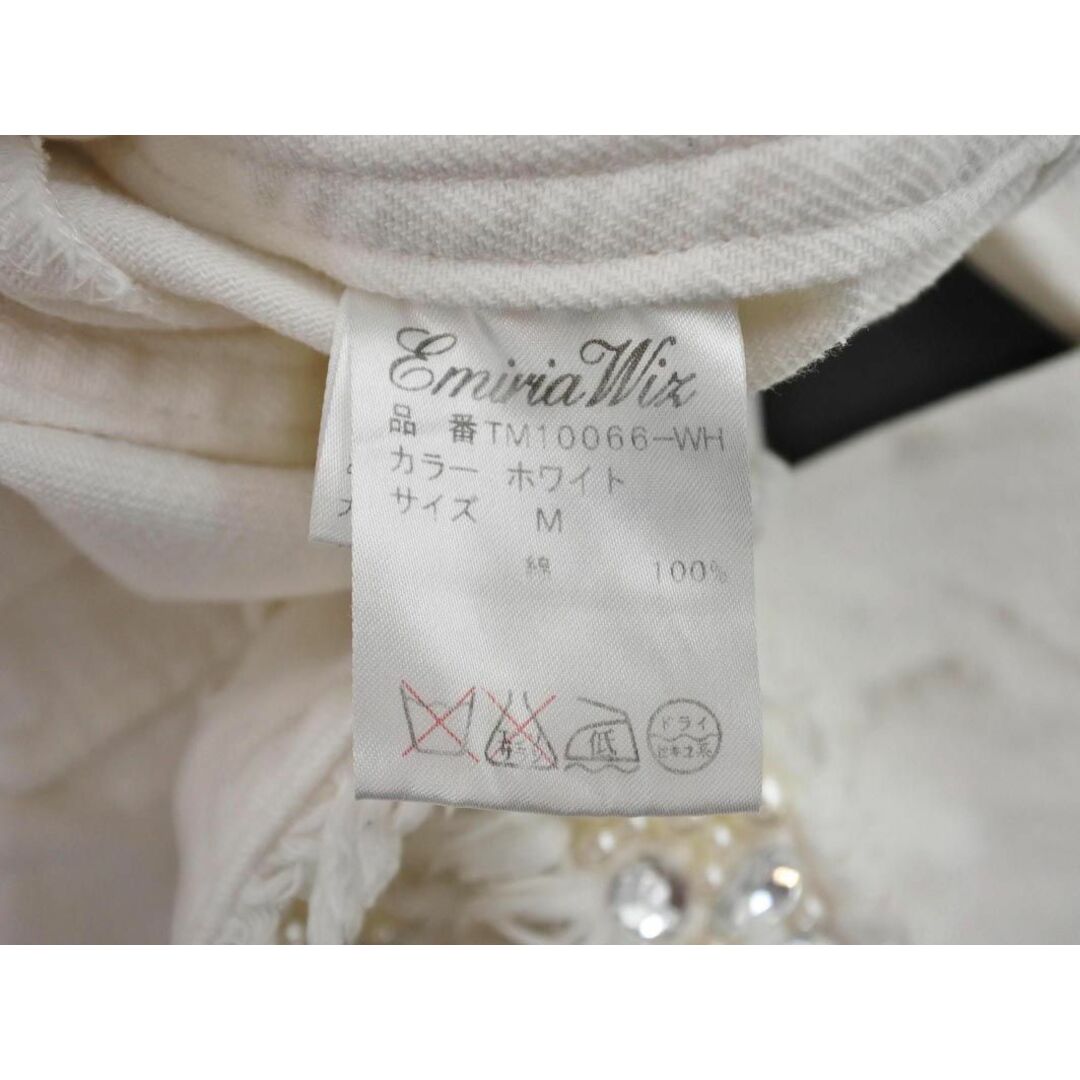 EmiriaWiz
品 番 TM10066-WH
カラー ホワイト
サイズ M
綿 100%
低
ドライ